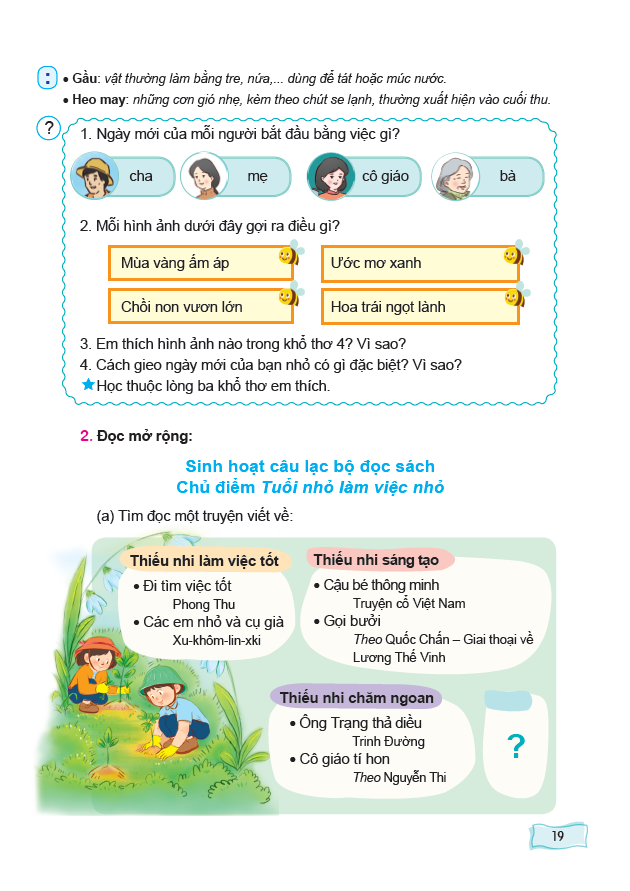 • Gầu: vật thường làm bằng tre, nứa,... dùng để tát hoặc múc nước.
• Heo may: những cơn gió nhẹ, kèm theo chút se lạnh, thường xuất hiện vào cuối thu.
?
1. Ngày mới của mỗi người bắt đầu bằng việc gì?
cha
mẹ
cô giáo
bà
2. Mỗi hình ảnh dưới đây gợi ra điều gì?
Mùa vàng ấm áp
Ước mơ xanh
Chồi non vươn lớn
Hoa trái ngọt lành
3. Em thích hình ảnh nào trong khổ thơ 4? Vì sao?
4. Cách gieo ngày mới của bạn nhỏ có gì đặc biệt? Vì sao?
Học thuộc lòng ba khổ thơ em thích.
2. Đọc mở rộng:
Sinh hoạt câu lạc bộ đọc sách
Chủ điểm Tuổi nhỏ làm việc nhỏ
(a) Tìm đọc một truyện viết về:
Thiếu nhi làm việc tốt
• Đi tìm việc tốt
Phong Thu
• Các em nhỏ và cụ già
Xu-khôm-lin-xki
Thiếu nhi sáng tạo
• Cậu bé thông minh
Truyện cổ Việt Nam
• Gọi bưởi
Theo Quốc Chấn – Giai thoại về
Lương Thế Vinh
Thiếu nhi chăm ngoan
• Ông Trạng thả diều
Trinh Đường
• Cô giáo tí hon
Theo Nguyễn Thi
?
19